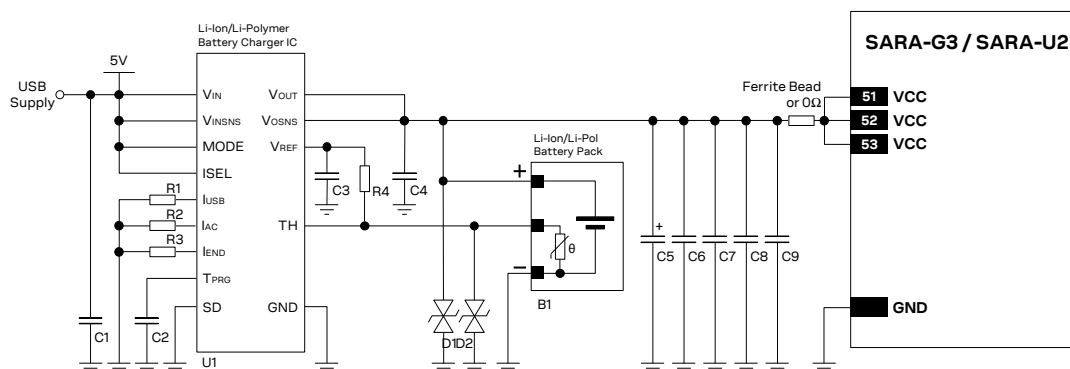 Li-Ion/Li-Polymer
Battery Charger IC
SARA-G3 / SARA-U2
5V
USB
Supply
VIN
VINSNS
MODE
ISEL
IUSB
IAC
IEND
TPRG
SD
VOUT
VOSNS
VREF
TH
GND
R1
R2
R3
C1
C2
U1
C3
R4
C4
D1D2
Li-Ion/Li-Pol
Battery Pack
+
θ
–
B1
+
C5
C6
C7
C8
C9
Ferrite Bead
or 0Ω
51 VCC
52 VCC
53 VCC
GND